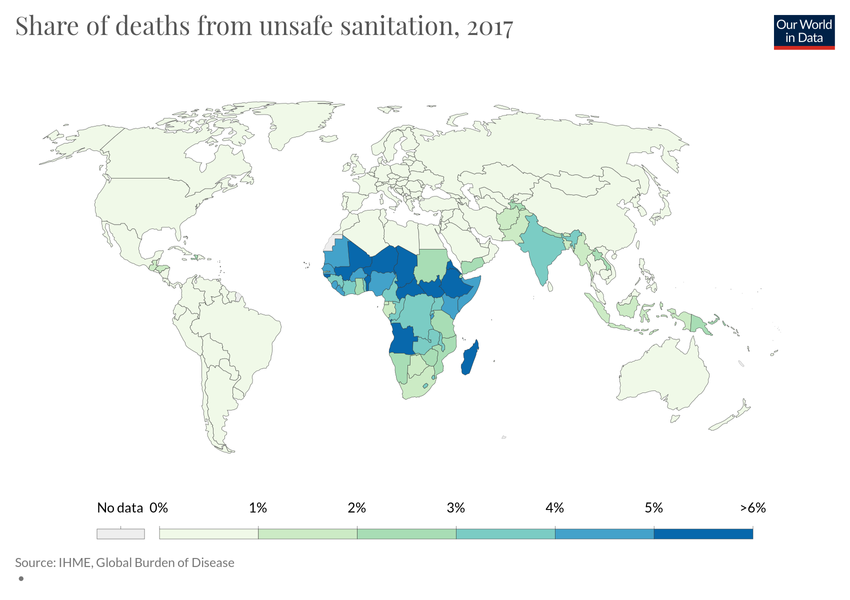 Share of deaths from unsafe sanitation, 2017
Our World
in Data
No data 0% 1% 2% 3% 4% 5% >6%
Source: IHME, Global Burden of Disease